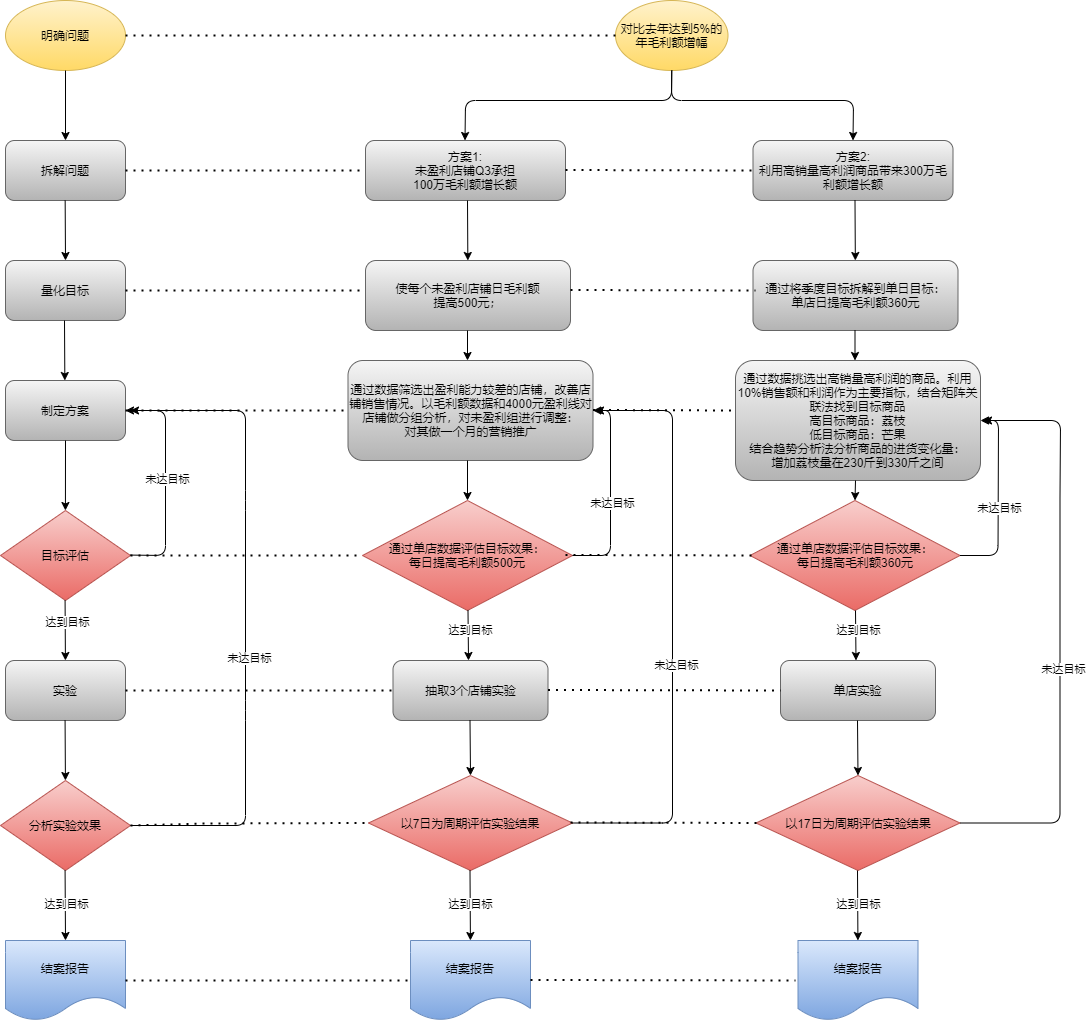 明确问题
对比去年达到5%的
年毛利额增幅
拆解问题
方案1:
未盈利店铺Q3承担
100万毛利额增长额
方案2:
利用高销量高利润商品带来300万毛
利额增长额
量化目标
使每个未盈利店铺日毛利额
提高500元；
通过将季度目标拆解到单日目标：
单店日提高毛利额360元
制定方案
通过数据筛选出盈利能力较差的店铺，改善店
铺销售情况。以毛利额数据和4000元盈利线对
店铺做分组分析，对未盈利组进行调整：
对其做一个月的营销推广
通过数据挑选出高销量高利润的商品。利用
10%销售额和利润作为主要指标，结合矩阵关
联法找到目标商品
高目标商品：荔枝
低目标商品：芒果
结合趋势分析法分析商品的进货变化量：
增加荔枝量在230斤到330斤之间
未达目标
未达目标
未达目标
目标评估
通过单店数据评估目标效果：
每日提高毛利额500元
通过单店数据评估目标效果：
每日提高毛利额360元
达到目标
达到目标
达到目标
未达目标
未达目标
未达目标
实验
抽取3个店铺实验
单店实验
分析实验效果
以7日为周期评估实验结果
以17日为周期评估实验结果
达到目标
达到目标
达到目标
结案报告
结案报告
结案报告